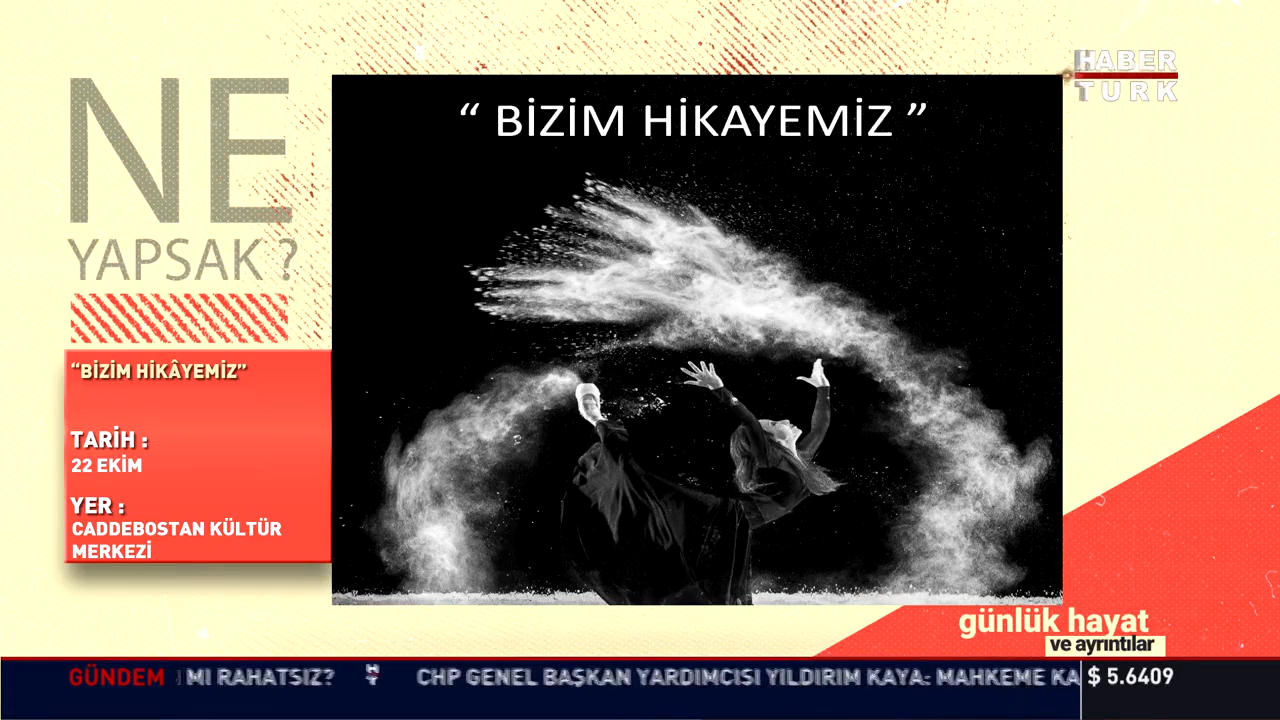 NE
YAPSAK ?
“BİZİM HİKÂYEMİZ”
TARİH :
22 EKİM
YER :
CADDEBOSTAN KÜLTÜR
MERKEZİ
“ BİZİM HİKAYEMİZ ”
HABER
TURK
günlük hayat
ve ayrıntılar
GÜNDEM MI RAHATSIZ? CHP GENEL BAŞKAN YARDIMCISI YILDIRIM KAYA: MAHKEME KA
$ 5.6409